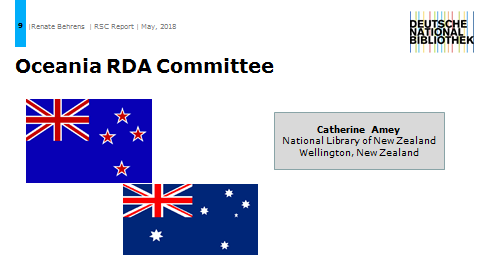 9 |Renate Behrens | RSC Report | May, 2018
DEUTSCHE
NATIONAL
BIBLIOTHEK
Oceania RDA Committee
Catherine Amey
National Library of New Zealand
Wellington, New Zealand